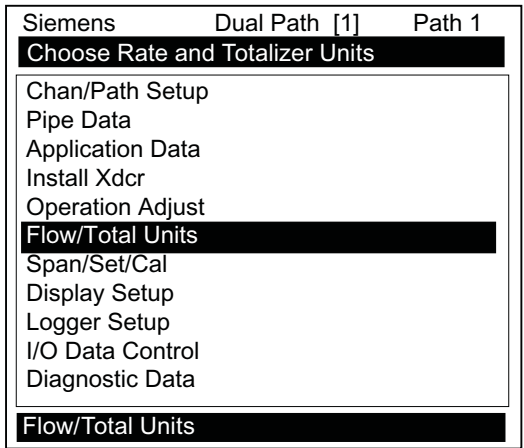 Siemens Dual Path [1] Path 1
Choose Rate and Totalizer Units
Chan/Path Setup
Pipe Data
Application Data
Install Xdcr
Operation Adjust
Flow/Total Units
Span/Set/Cal
Display Setup
Logger Setup
I/O Data Control
Diagnostic Data
Flow/Total Units